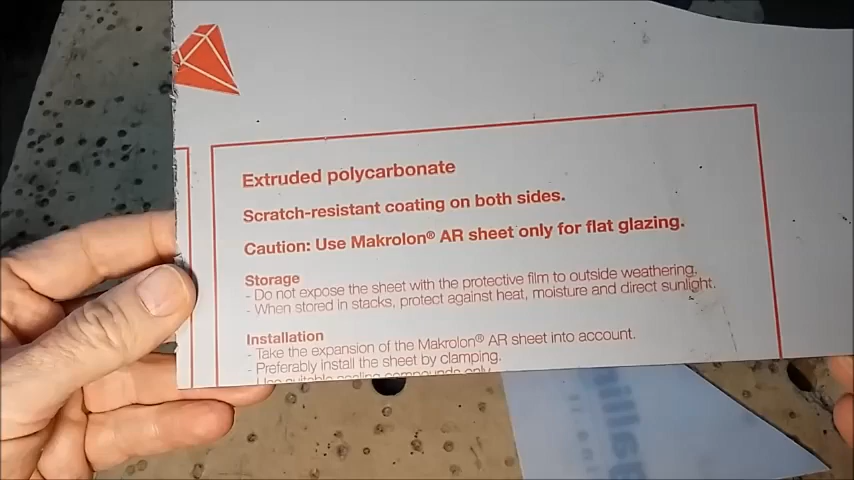 Extruded polycarbonate
Scratch-resistant coating on both sides.
Caution: Use Makrolon® AR sheet only for flat glazing.
Storage
- Do not expose the sheet with the protective film to outside weathering.
- When stored in stacks, protect against heat, moisture and direct sunlight.
Installation
- Take the expansion of the Makrolon® AR sheet into account.
- Preferably install the sheet by clamping.